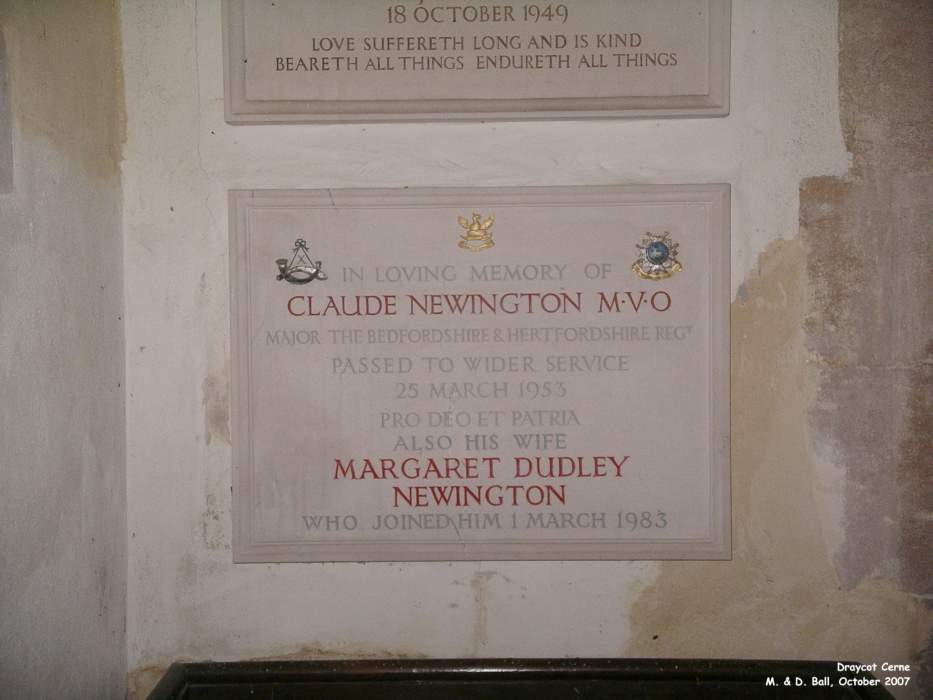 18 OCTOBER 1949
LOVE SUFFERETH LONG AND IS KIND
BEARETH ALL THINGS ENDURETH ALL THINGS
IN LOVING MEMORY OF
CLAUDE NEWINGTON M·V·O
MAJOR THE BEDFORDSHIRE & HERTFORDSHIRE REGT
PASSED TO WIDER SERVICE
25 MARCH 1953
PRO DEO ET PATRIA
ALSO HIS WIFE
MARGARET DUDLEY
NEWINGTON
WHO JOINED HIM 1 MARCH 1983
Draycot Cerne
M. & D. Ball, October 2007